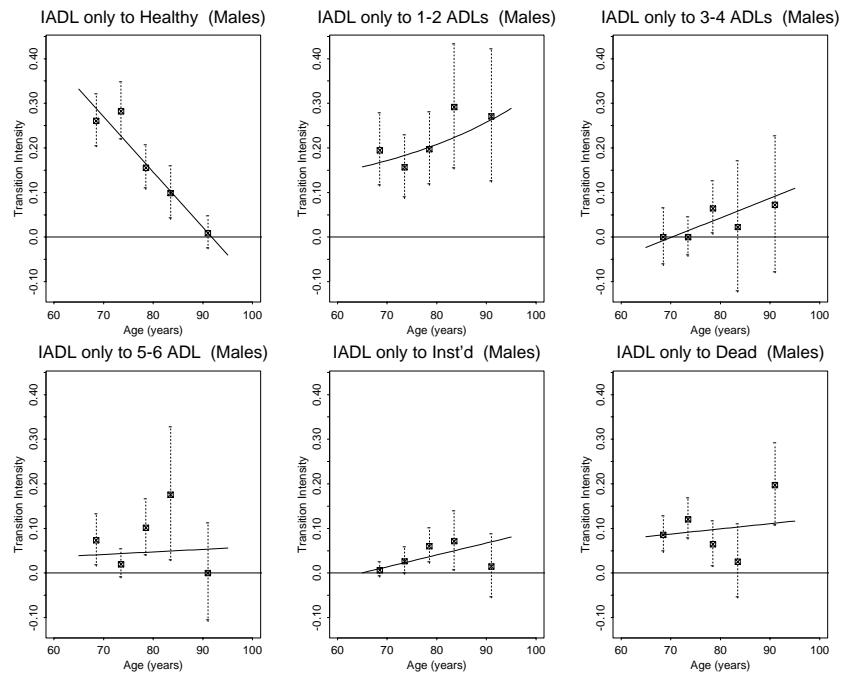 IADL only to Healthy (Males)
Transition Intensity
0.40
0.30
0.20
0.10
0.0
-0.10
60 70 80 90 100
Age (years)
IADL only to 1-2 ADLs (Males)
Transition Intensity
0.40
0.30
0.20
0.10
0.0
-0.10
60 70 80 90 100
Age (years)
IADL only to 3-4 ADLs (Males)
Transition Intensity
0.40
0.30
0.20
0.10
0.0
-0.10
60 70 80 90 100
Age (years)
IADL only to 5-6 ADL (Males)
Transition Intensity
0.40
0.30
0.20
0.10
0.0
-0.10
60 70 80 90 100
Age (years)
IADL only to Inst'd (Males)
Transition Intensity
0.40
0.30
0.20
0.10
0.0
-0.10
60 70 80 90 100
Age (years)
IADL only to Dead (Males)
Transition Intensity
0.40
0.30
0.20
0.10
0.0
-0.10
60 70 80 90 100
Age (years)